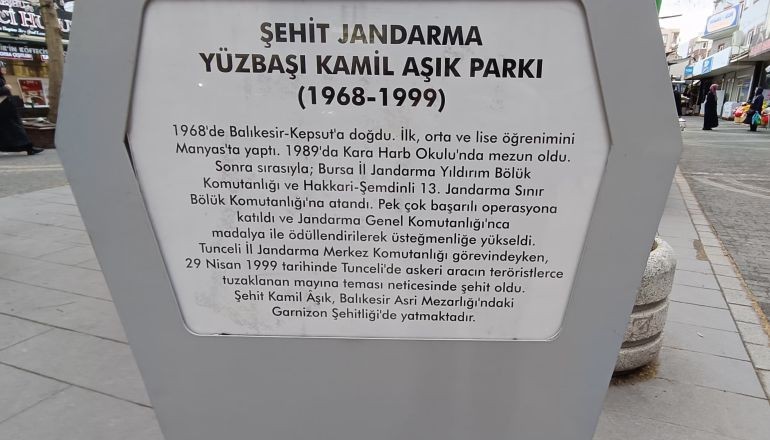 ŞEHİT JANDARMA
YÜZBAŞI KAMİL AŞIK PARKI
(1968-1999)
1968'de Balıkesir-Kepsut'a doğdu. İlk, orta ve lise öğrenimini
Manyas'ta yaptı. 1989'da Kara Harb Okulu'nda mezun oldu.
Sonra sırasıyla; Bursa İl Jandarma Yıldırım Bölük
Komutanlığı ve Hakkari-Şemdinli 13. Jandarma Sınır
Bölük Komutanlığı'na atandı. Pek çok başarılı operasyona
katıldı ve Jandarma Genel Komutanlığı'nca
madalya ile ödüllendirilerek üsteğmenliğe yükseldi.
Tunceli İl Jandarma Merkez Komutanlığı görevindeyken,
29 Nisan 1999 tarihinde Tunceli'de askeri aracın teröristlerce
tuzaklanan mayına teması neticesinde şehit oldu.
Şehit Kamil Âşık, Balıkesir Asri Mezarlığı'ndaki
Garnizon Şehitliği'de yatmaktadır.